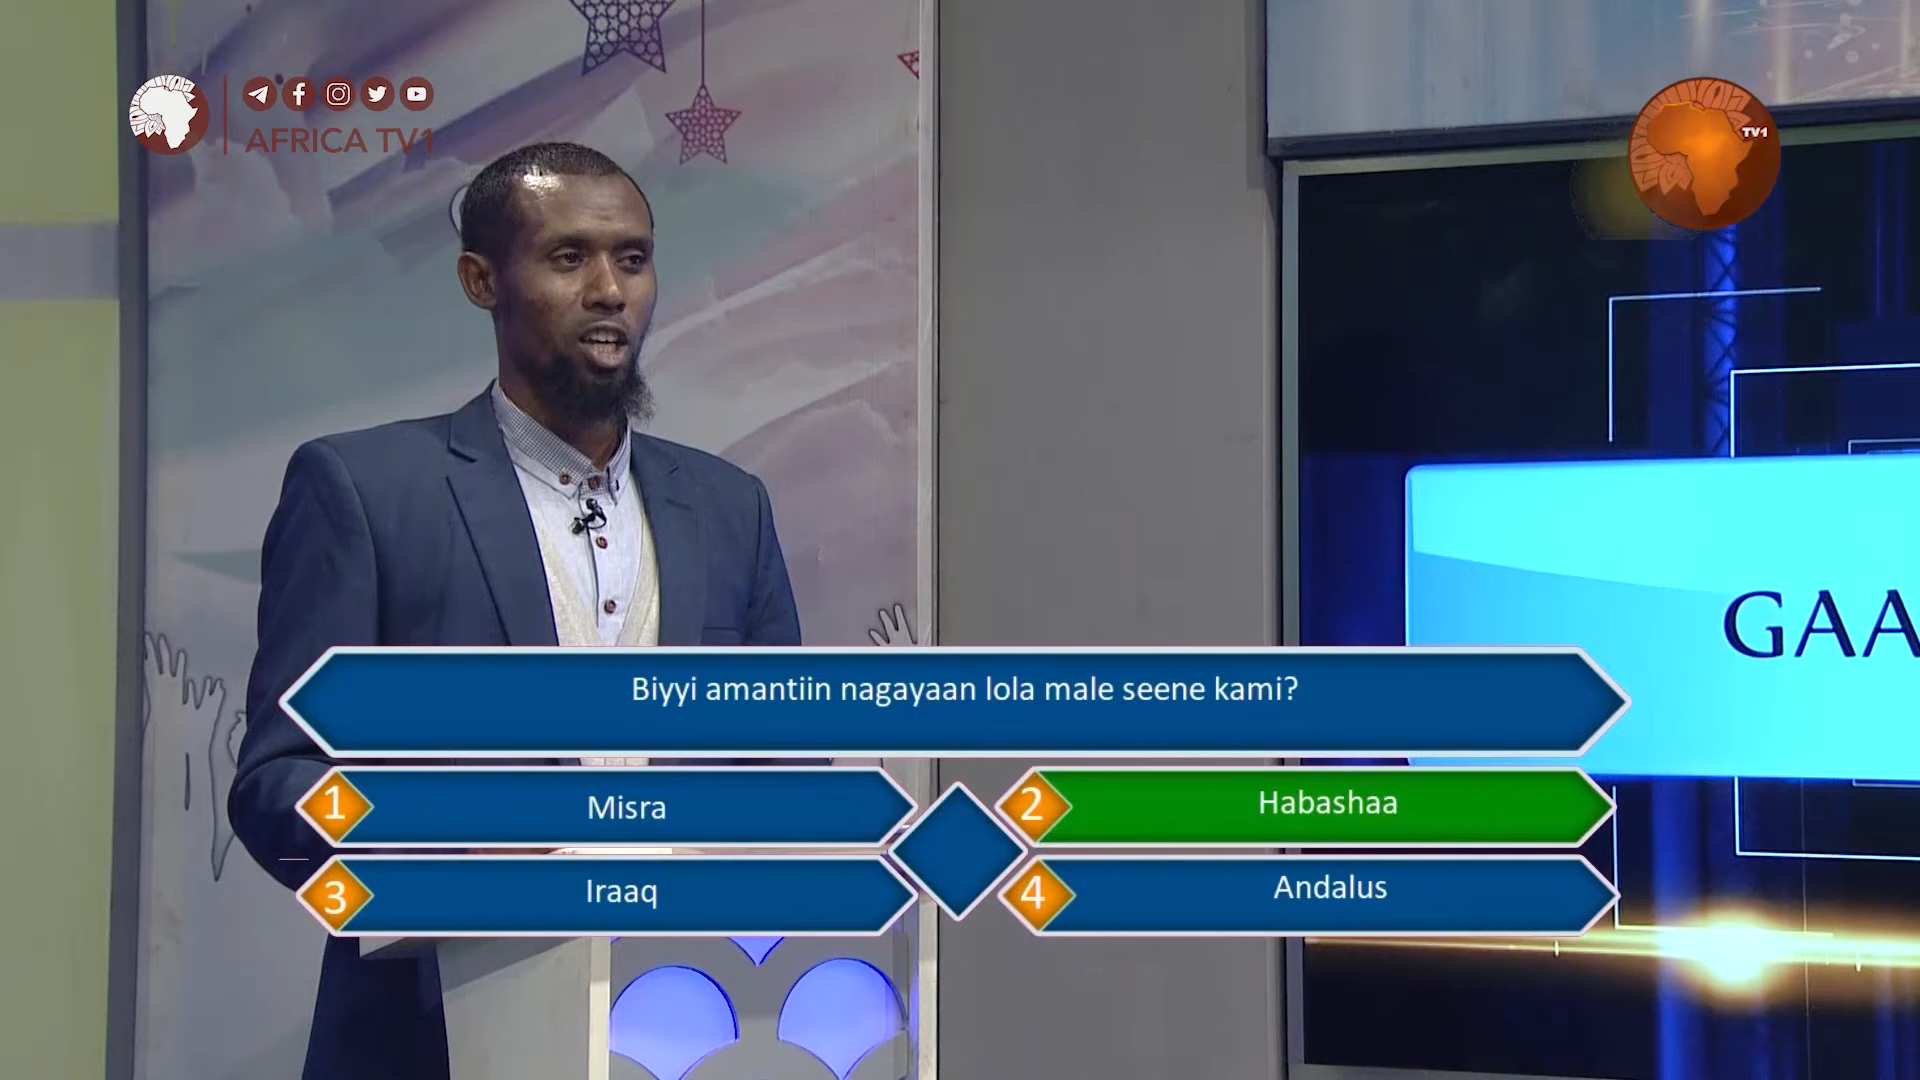 AFRICA TV1
TV1
GAA
Biyyi amantiin nagayaan lola male seene kami?
1 Misra
2 Habashaa
3 Iraaq
4 Andalus